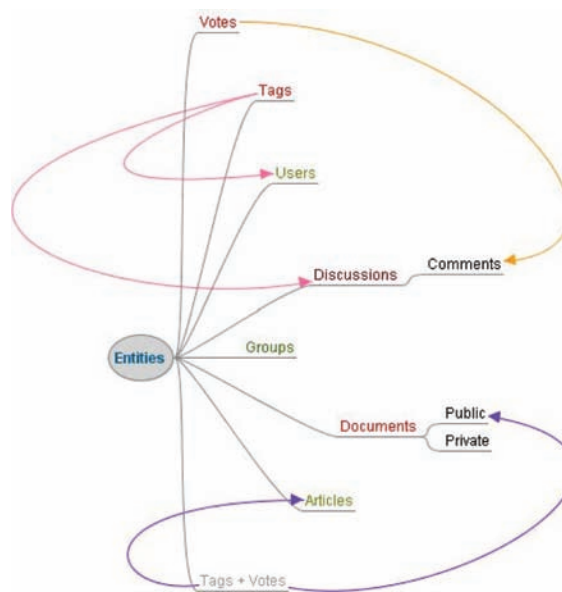 Votes
Tags
Users
Discussions
Comments
Groups
Entities
Documents
Public
Private
Articles
Tags + Votes